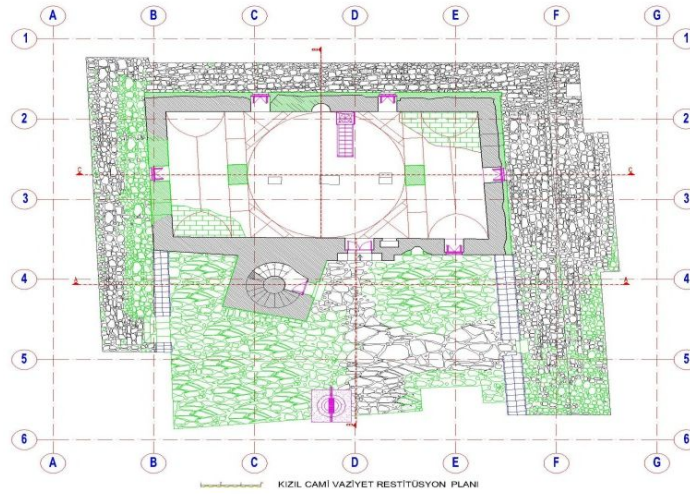 A B C D E F G
1 1
2 2
C C
3 3
4 4
A A
5 5
6 6
A B C D E F G
KIZIL CAMİ VAZİYET RESTİTÜSYON PLANI